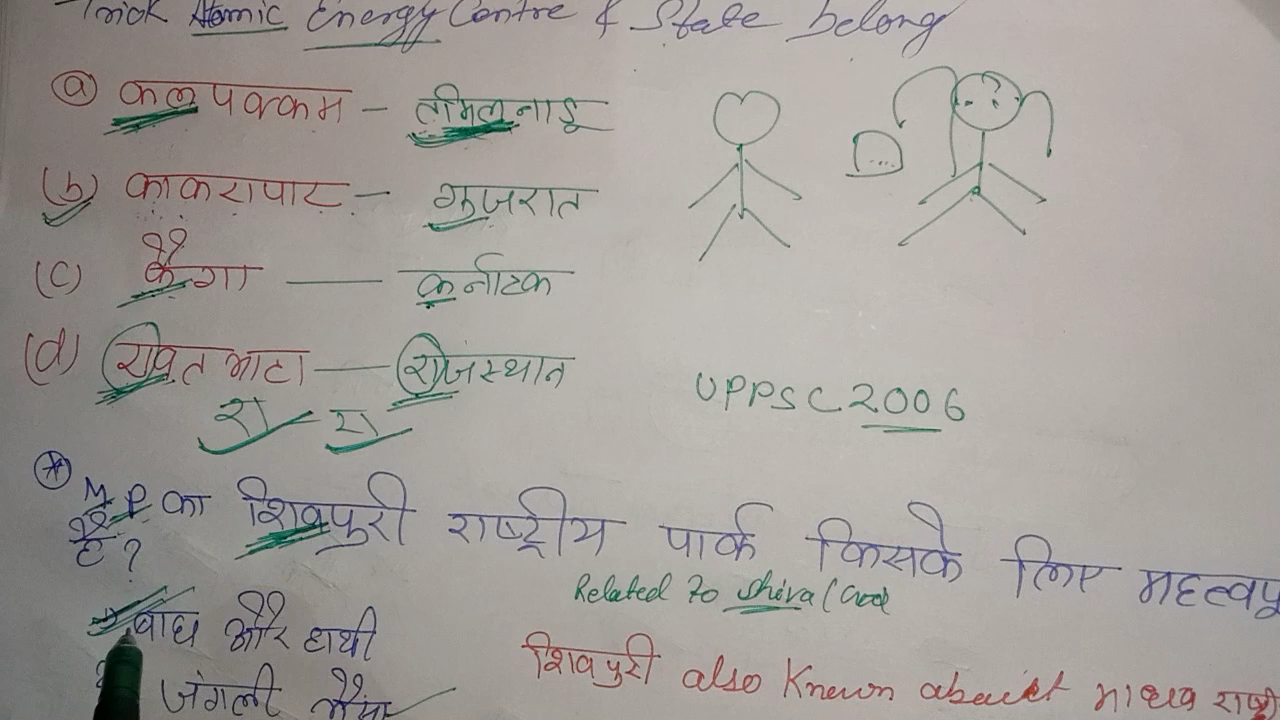 Trick Atomic Energy Centre & State belong
(a) कलपक्कम - तमिलनाडू
(b) काकरापार - गुजरात
(c) कैगा - कर्नाटक
(d) रावतभाटा - राजस्थान
रा - रा
UPPSC 2006
* M.P. का शिवपुरी राष्ट्रीय पार्क किसके लिए महत्वपू
है ?
Related to Shiva (God
बाघ और हाथी
शिवपुरी also Known about माधव राष्ट्री
जंगली भैंसा